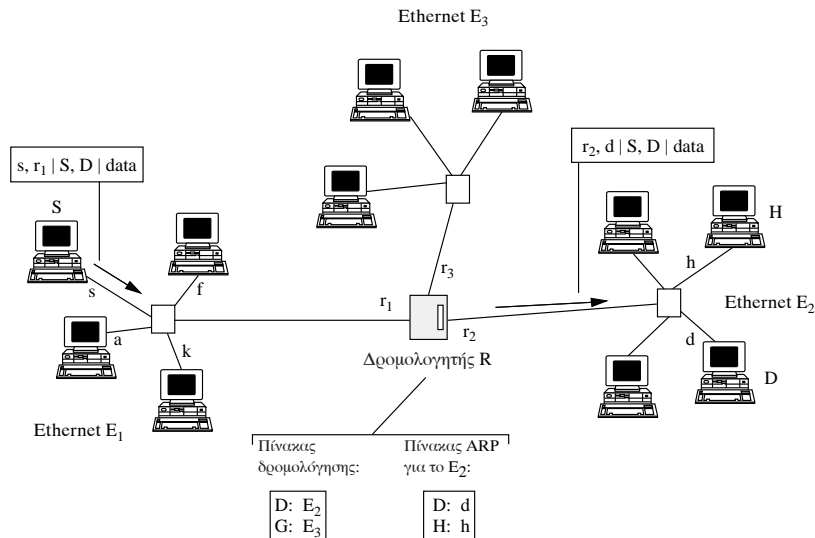 Ethernet E₃
s, r₁ | S, D | data
r₂, d | S, D | data
S
H
s
f
h
r₃
r₁
r₂
Ethernet E₂
a
k
d
D
Δρομολογητής R
Ethernet E₁
Πίνακας
δρομολόγησης:
D: E₂
G: E₃
Πίνακας ARP
για το E₂:
D: d
H: h